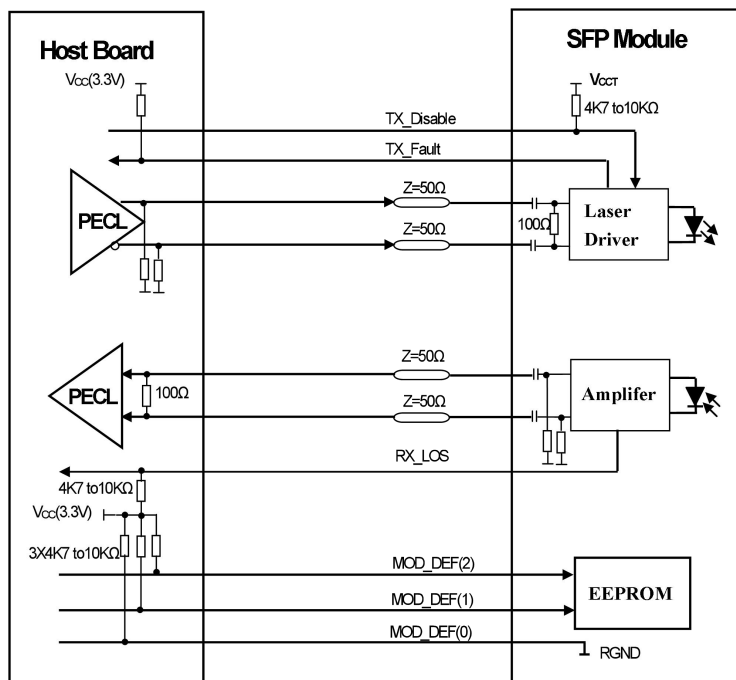 Host Board
SFP Module
Vcc(3.3V)
VCCT
4K7 to10KΩ
TX_Disable
TX_Fault
Z=50Ω
PECL
100Ω
Laser
Driver
Z=50Ω
Z=50Ω
PECL
100Ω
Amplifer
Z=50Ω
RX_LOS
4K7 to10KΩ
Vcc(3.3V)
3X4K7 to10KΩ
MOD_DEF(2)
EEPROM
MOD_DEF(1)
MOD_DEF(0)
RGND